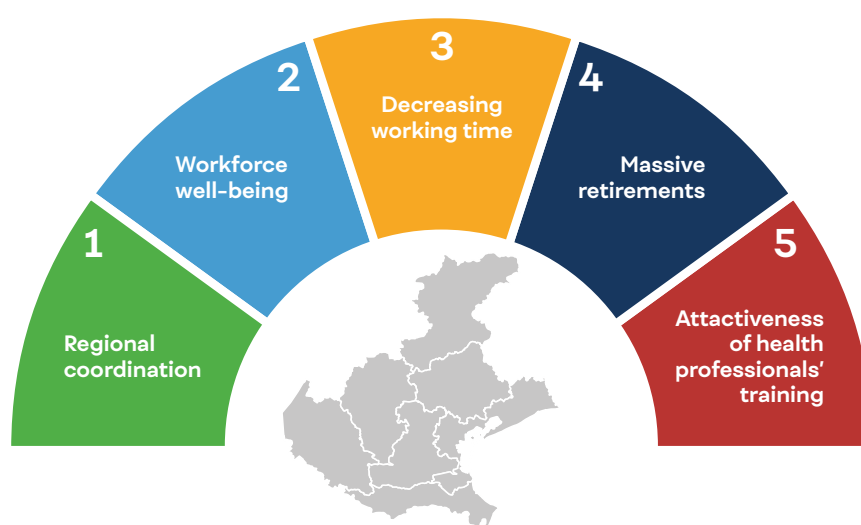 1
Regional
coordination
2
Workforce
well-being
3
Decreasing
working time
4
Massive
retirements
5
Attactiveness
of health
professionals’
training